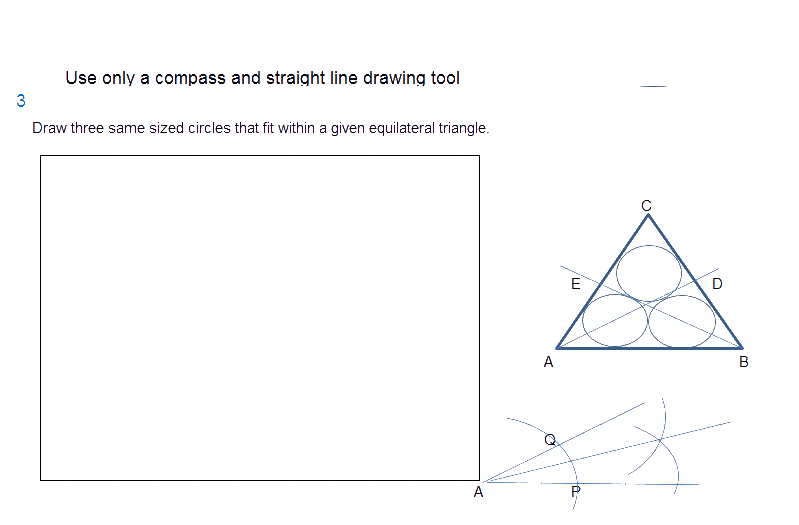 Use only a compass and straight line drawing tool
3
Draw three same sized circles that fit within a given equilateral triangle.
C
E
D
A
B
Q
A
P